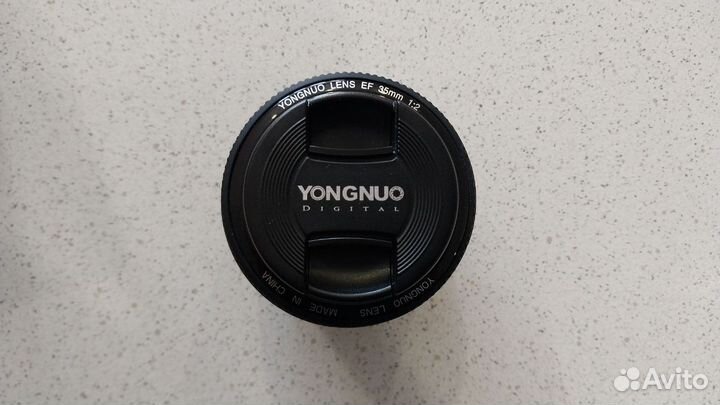 YONGNUO LENS EF 35mm 1:2
YONGNUO
DIGITAL
YONGNUO LENS MADE IN CHINA
Avito